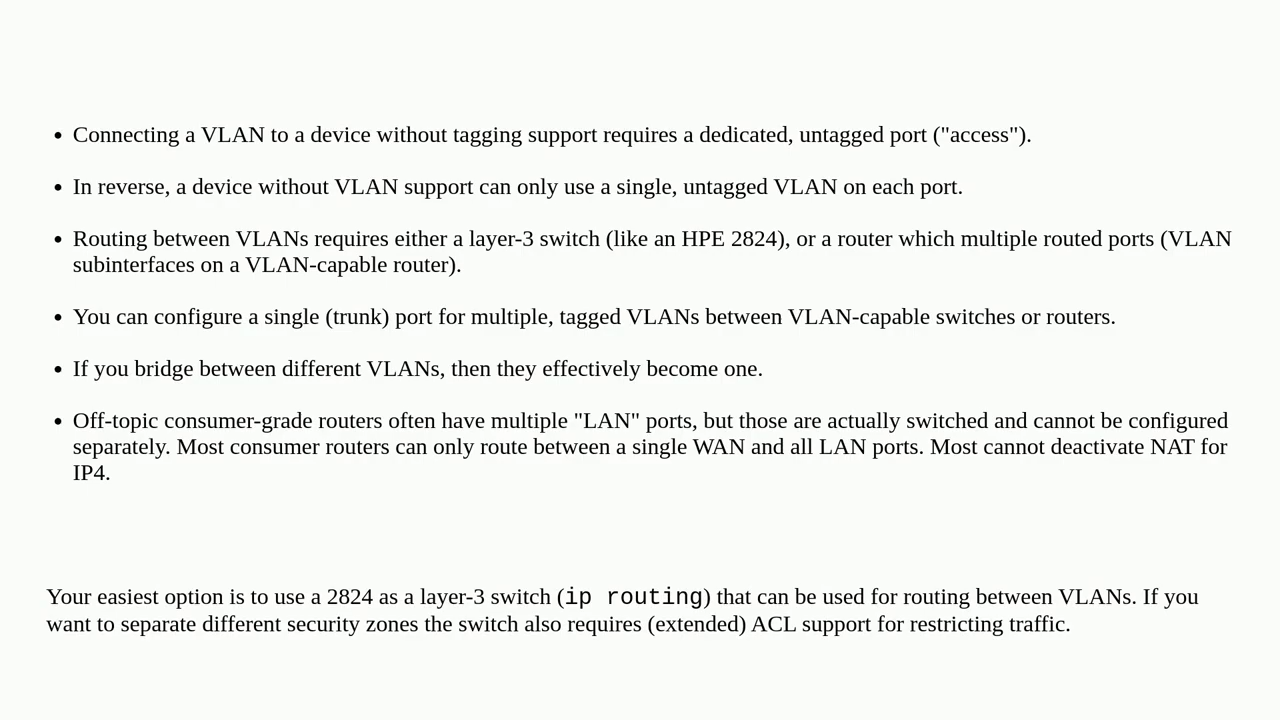 • Connecting a VLAN to a device without tagging support requires a dedicated, untagged port ("access").
• In reverse, a device without VLAN support can only use a single, untagged VLAN on each port.
• Routing between VLANs requires either a layer-3 switch (like an HPE 2824), or a router which multiple routed ports (VLAN
subinterfaces on a VLAN-capable router).
• You can configure a single (trunk) port for multiple, tagged VLANs between VLAN-capable switches or routers.
• If you bridge between different VLANs, then they effectively become one.
• Off-topic consumer-grade routers often have multiple "LAN" ports, but those are actually switched and cannot be configured
separately. Most consumer routers can only route between a single WAN and all LAN ports. Most cannot deactivate NAT for
IP4.
Your easiest option is to use a 2824 as a layer-3 switch (ip routing) that can be used for routing between VLANs. If you
want to separate different security zones the switch also requires (extended) ACL support for restricting traffic.